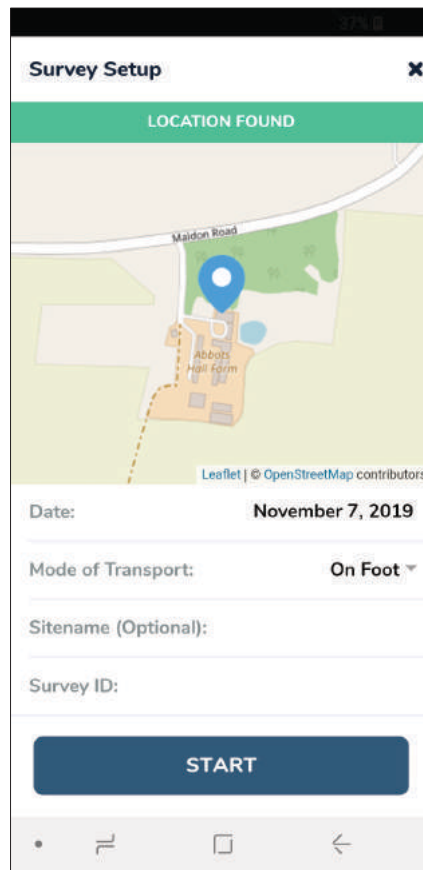 37%
Survey Setup
LOCATION FOUND
Maldon Road
Abbots
Hall Farm
Leaflet | © OpenStreetMap contributors
Date: November 7, 2019
Mode of Transport: On Foot
Sitename (Optional):
Survey ID:
START